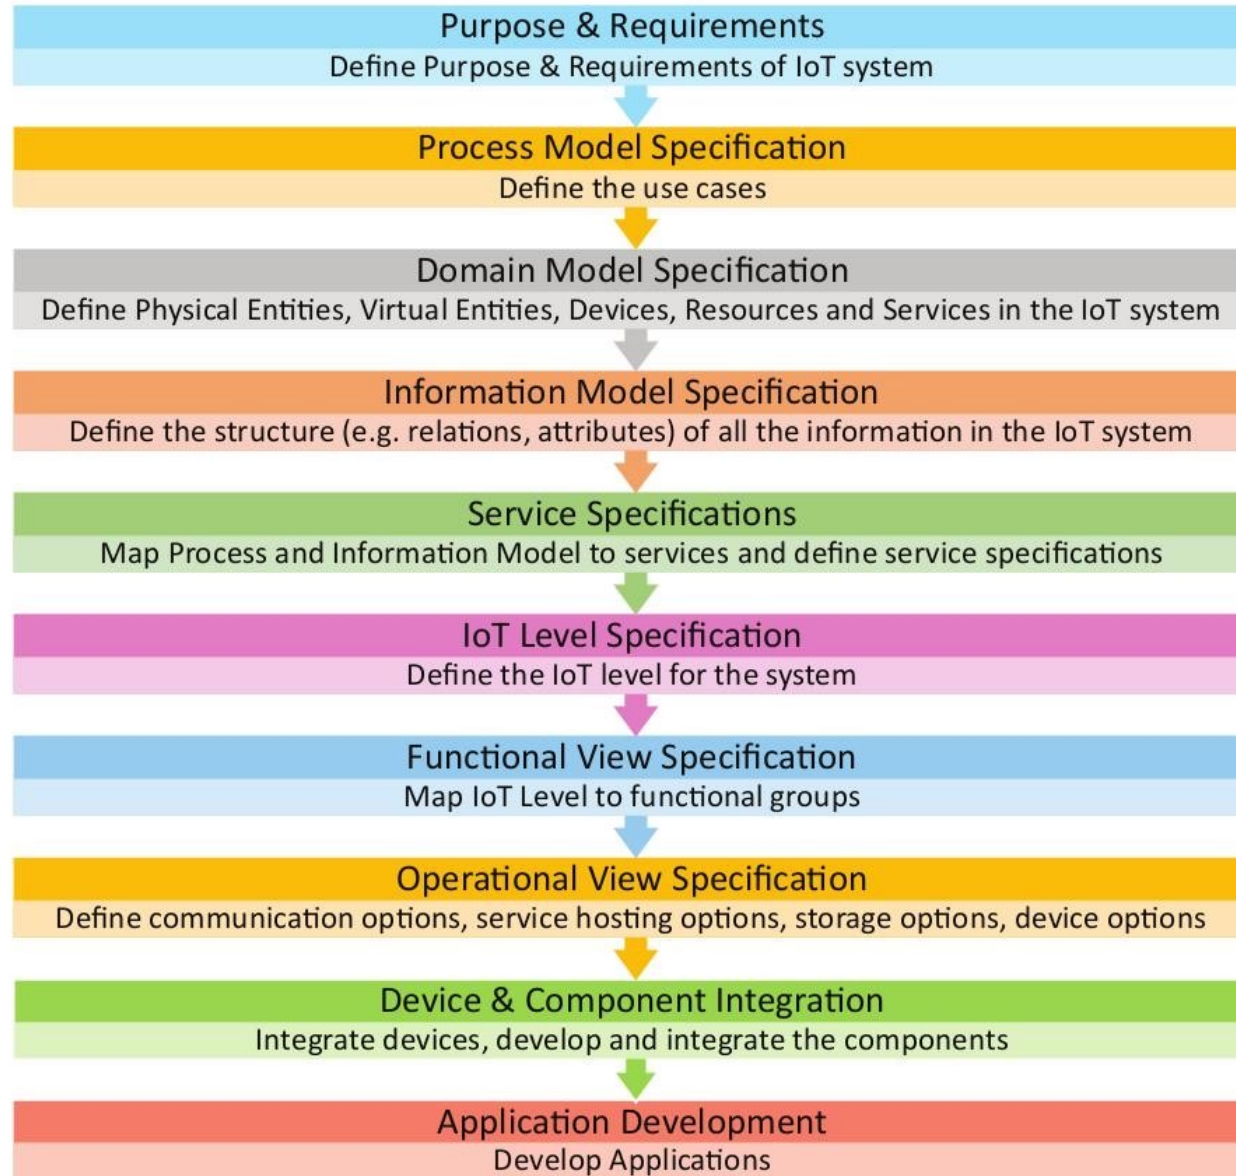 Purpose & Requirements
Define Purpose & Requirements of IoT system
Process Model Specification
Define the use cases
Domain Model Specification
Define Physical Entities, Virtual Entities, Devices, Resources and Services in the IoT system
Information Model Specification
Define the structure (e.g. relations, attributes) of all the information in the IoT system
Service Specifications
Map Process and Information Model to services and define service specifications
IoT Level Specification
Define the IoT level for the system
Functional View Specification
Map IoT Level to functional groups
Operational View Specification
Define communication options, service hosting options, storage options, device options
Device & Component Integration
Integrate devices, develop and integrate the components
Application Development
Develop Applications